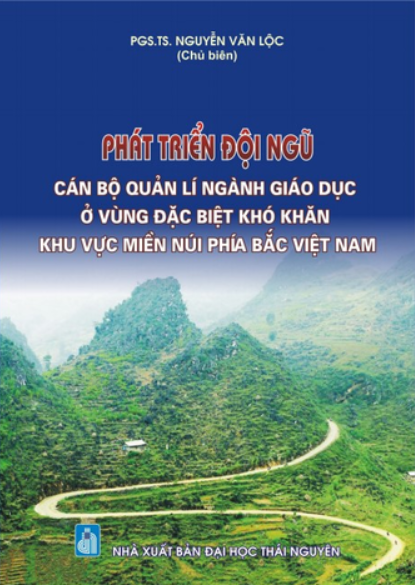 PGS.TS. NGUYỄN VĂN LỘC
(Chủ biên)
PHÁT TRIỂN ĐỘI NGŨ
CÁN BỘ QUẢN LÍ NGÀNH GIÁO DỤC
Ở VÙNG ĐẶC BIỆT KHÓ KHĂN
KHU VỰC MIỀN NÚI PHÍA BẮC VIỆT NAM
NHÀ XUẤT BẢN ĐẠI HỌC THÁI NGUYÊN